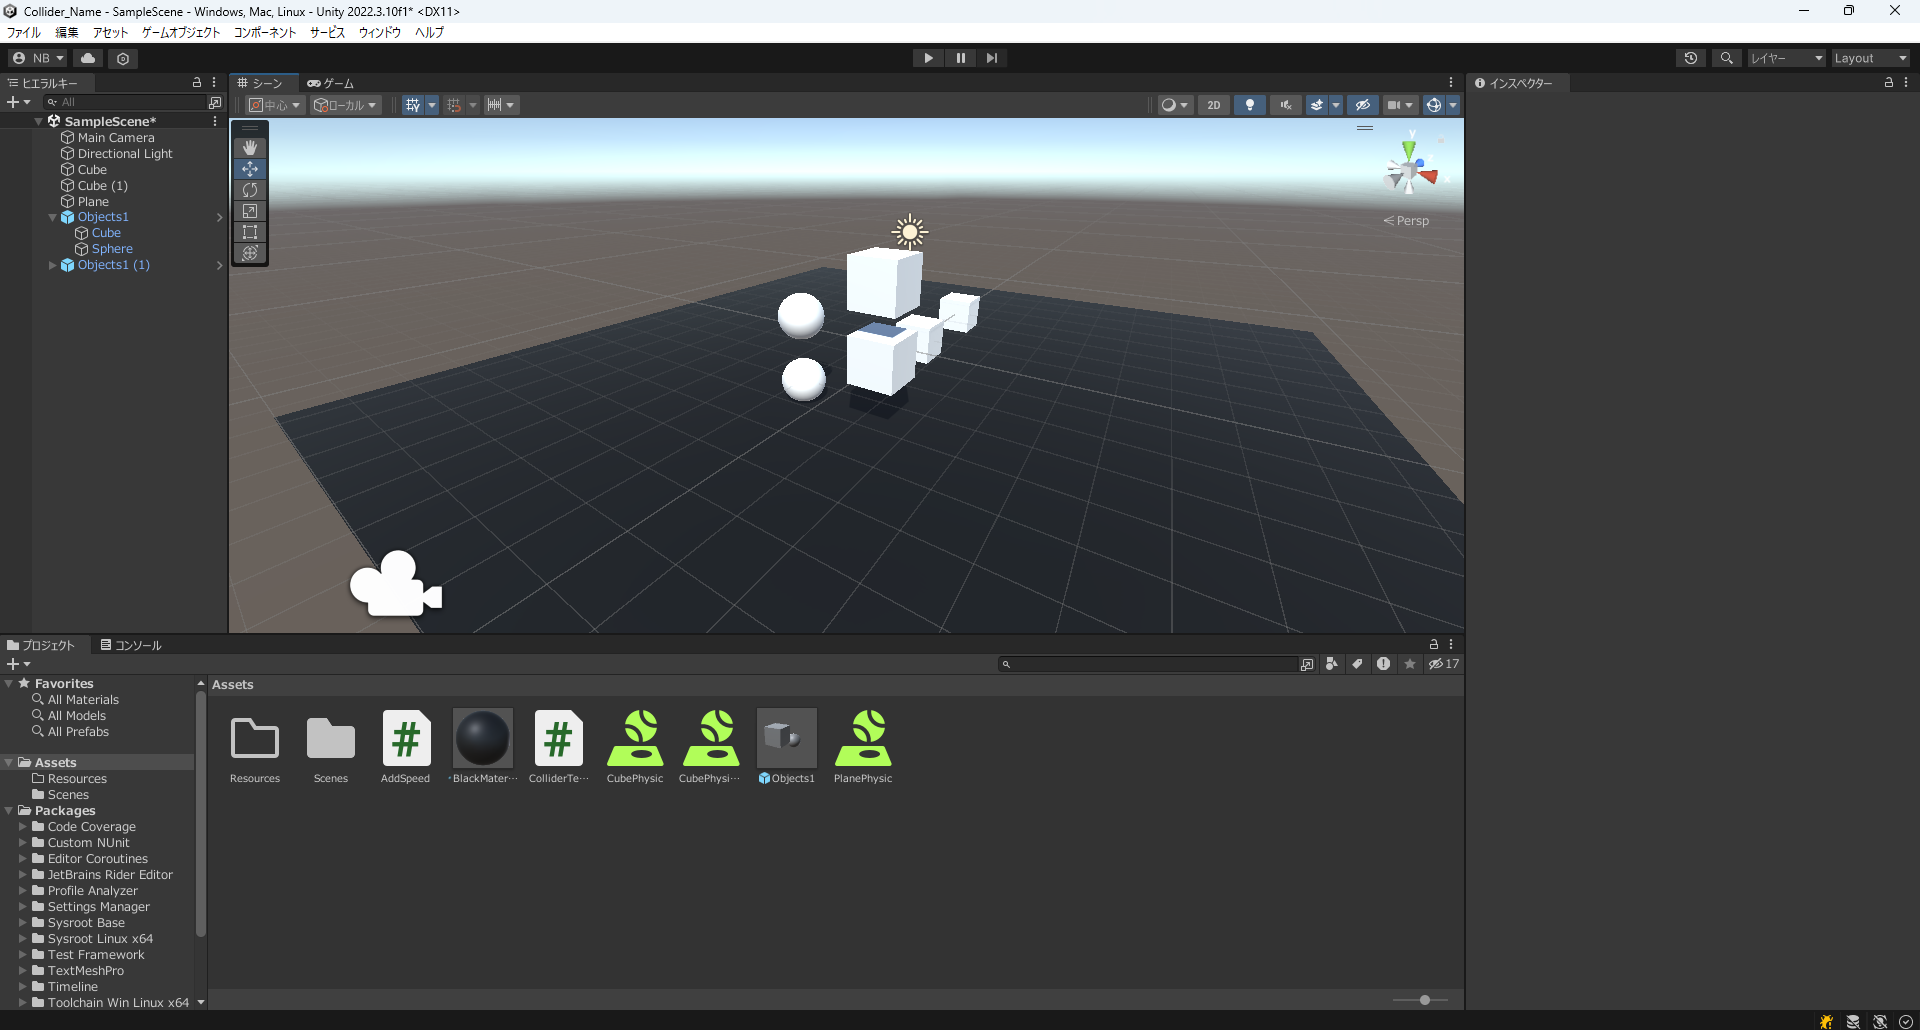 Collider_Name - SampleScene - Windows, Mac, Linux - Unity 2022.3.10f1* <DX11>
ファイル 編集 アセット ゲームオブジェクト コンポーネント サービス ウィンドウ ヘルプ
NB レイヤー Layout
ヒエラルキー
All
SampleScene*
Main Camera
Directional Light
Cube
Cube (1)
Plane
Objects1
Cube
Sphere
Objects1 (1)
シーン ゲーム
中心 ローカル 2D
y
x
Persp
インスペクター
プロジェクト コンソール
17
Favorites
All Materials
All Models
All Prefabs
Assets
Resources
Scenes
Packages
Code Coverage
Custom NUnit
Editor Coroutines
JetBrains Rider Editor
Profile Analyzer
Settings Manager
Sysroot Base
Sysroot Linux x64
Test Framework
TextMeshPro
Timeline
Toolchain Win Linux x64
Assets
Resources Scenes AddSpeed BlackMater… ColliderTe… CubePhysic CubePhysi… Objects1 PlanePhysic